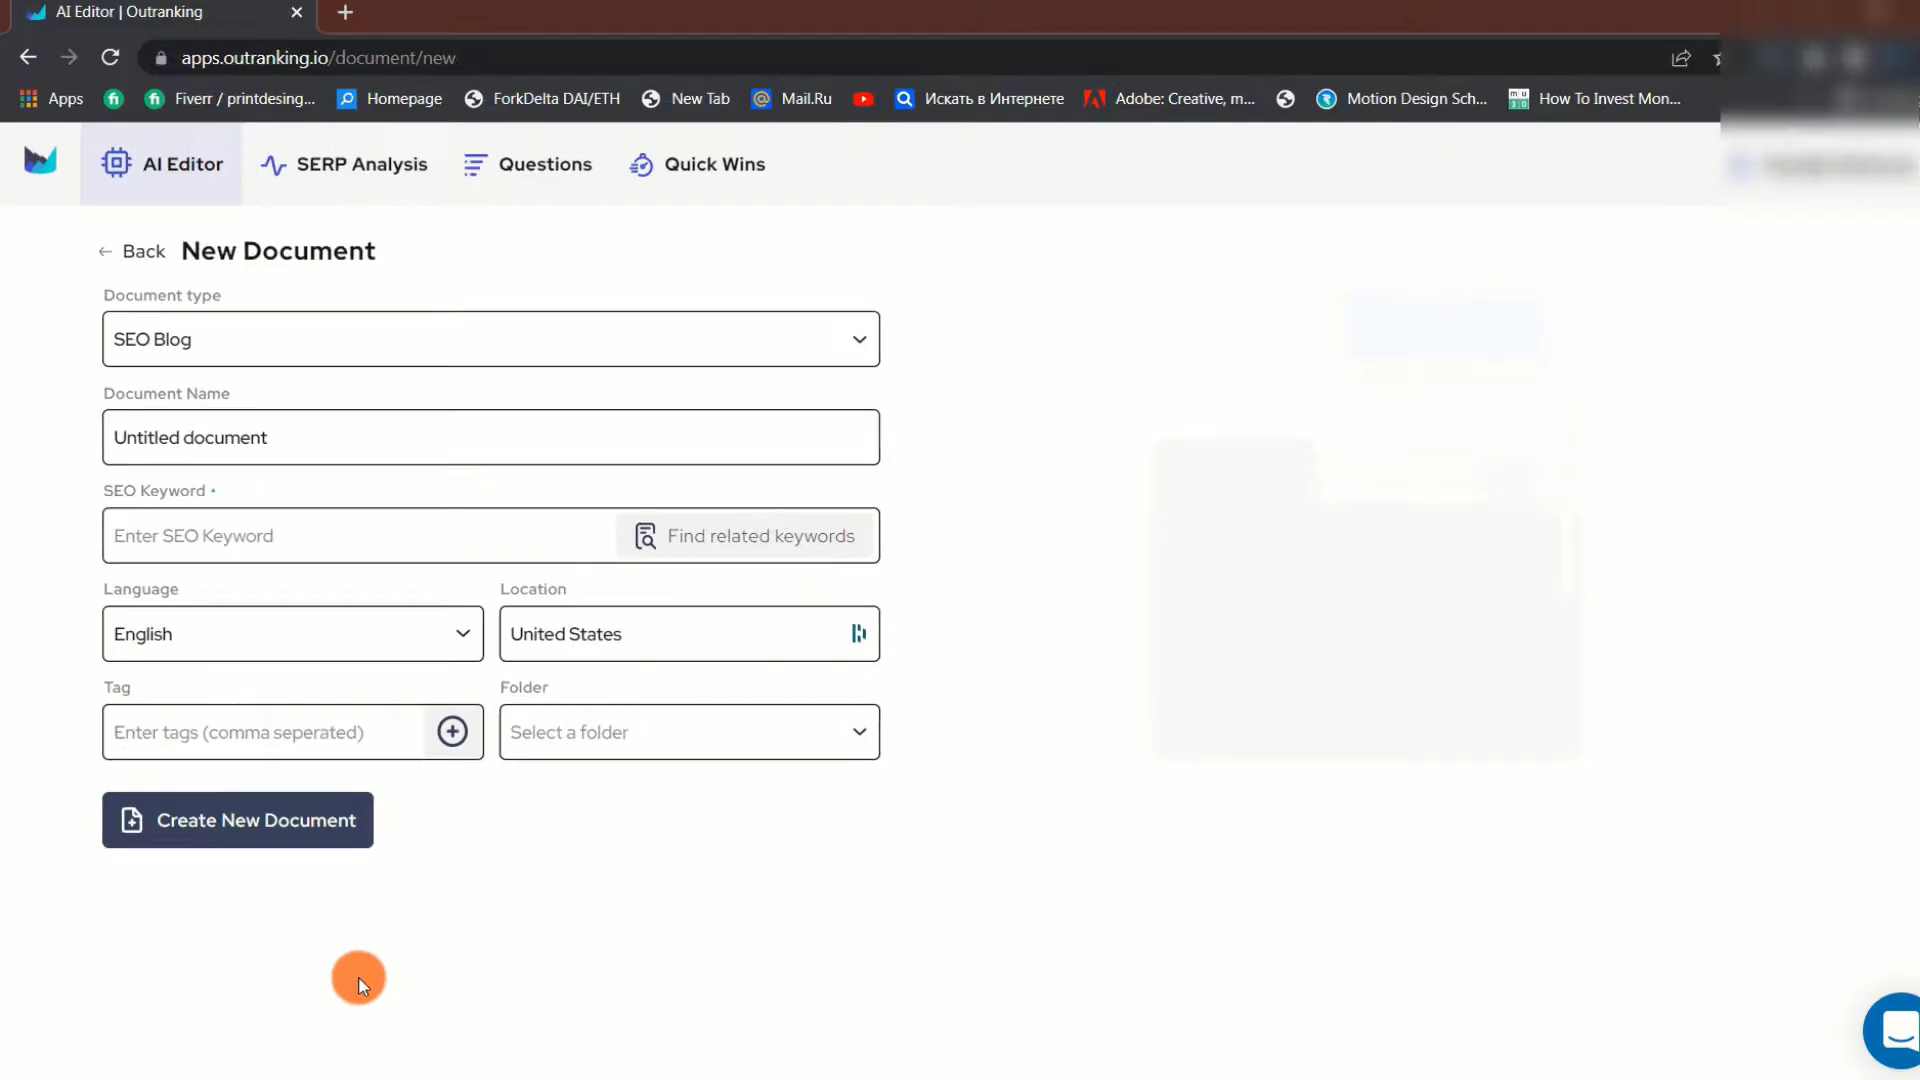 AI Editor | Outranking
apps.outranking.io/document/new
Apps
Fiverr / printdesing...
Homepage
ForkDelta DAI/ETH
New Tab
Mail.Ru
Искать в Интернете
Adobe: Creative, m...
Motion Design Sch...
How To Invest Mon...
AI Editor
SERP Analysis
Questions
Quick Wins
Back
New Document
Document type
SEO Blog
Document Name
Untitled document
SEO Keyword
Enter SEO Keyword
Find related keywords
Language
Location
English
United States
Tag
Folder
Enter tags (comma seperated)
Select a folder
Create New Document